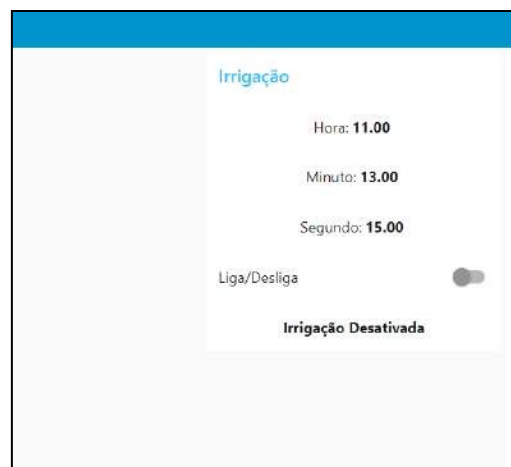 Irrigação
Hora: 11.00
Minuto: 13.00
Segundo: 15.00
Liga/Desliga
Irrigação Desativada